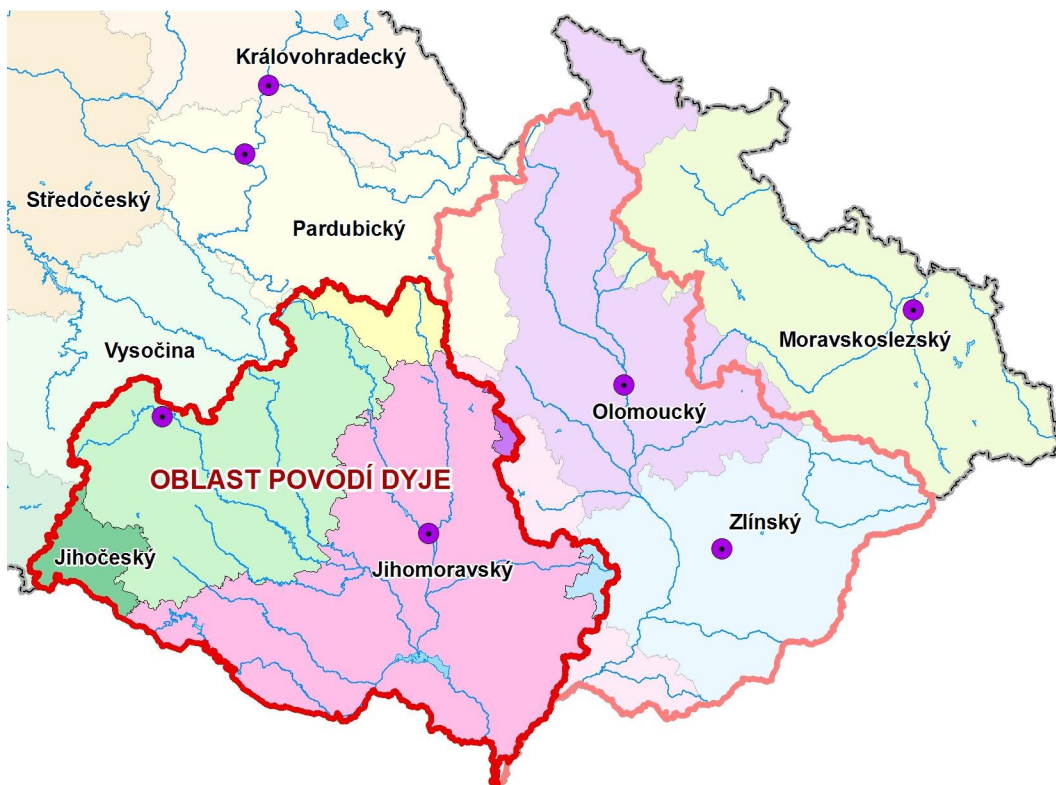 Královohradecký
Středočeský
Pardubický
Vysočina
Moravskoslezský
Olomoucký
OBLAST POVODÍ DYJE
Zlínský
Jihočeský
Jihomoravský